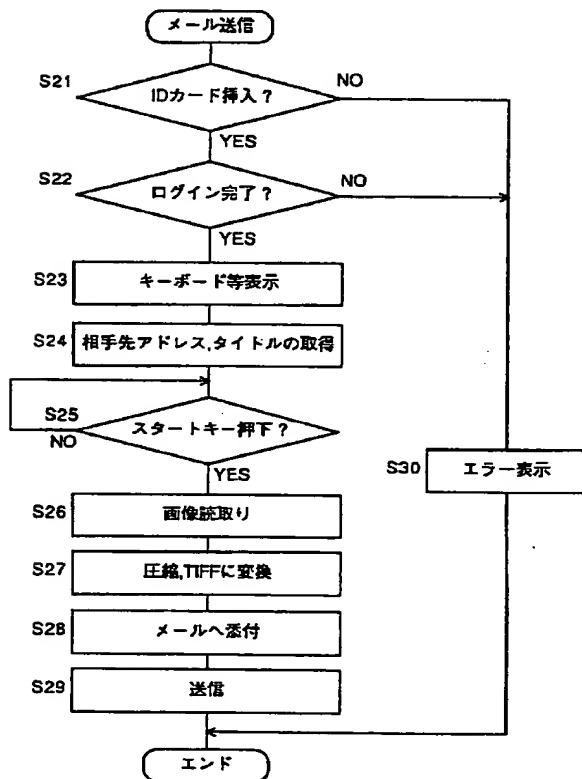 メール送信
S21
IDカード挿入？
NO
YES
S22
ログイン完了？
NO
YES
S23
キーボード等表示
S24
相手先アドレス,タイトルの取得
S25
スタートキー押下？
NO
YES
S30
エラー表示
S26
画像読取り
S27
圧縮,TIFFに変換
S28
メールへ添付
S29
送信
エンド